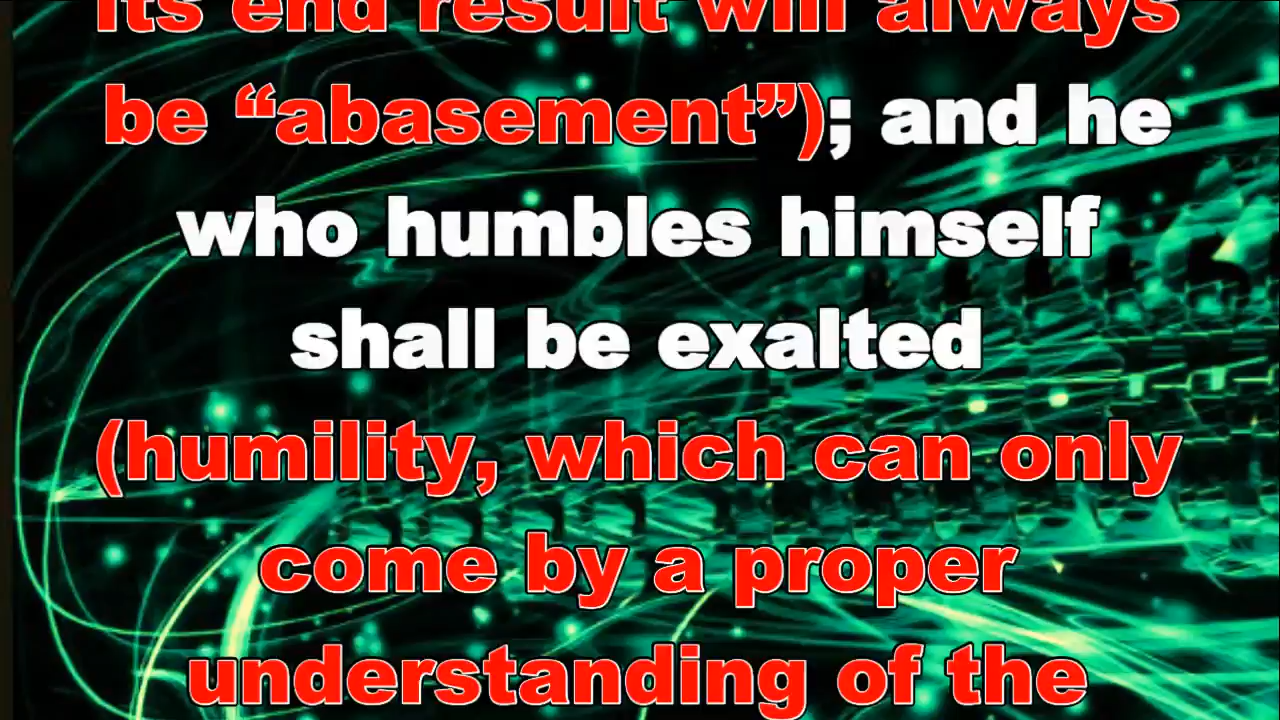 its end result will always
be “abasement”); and he
who humbles himself
shall be exalted
(humility, which can only
come by a proper
understanding of the